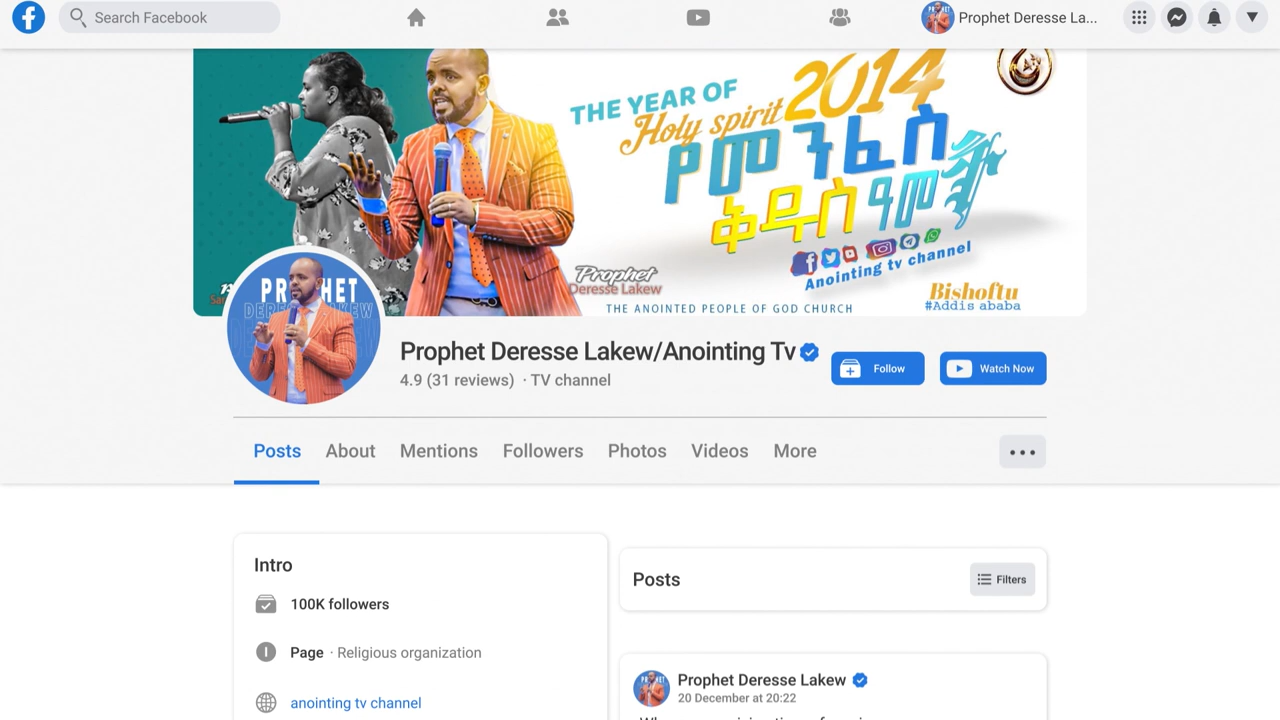 Search Facebook
Prophet Deresse La...
THE YEAR OF
Holy spirit
2014
የመንፈስ
ቅዱስ ዓመት
Anointing tv channel
Prophet
Deresse Lakew
THE ANOINTED PEOPLE OF GOD CHURCH
Bishoftu
#Addis ababa
PROPHET
DERESSE LAKEW
Prophet Deresse Lakew/Anointing Tv
4.9 (31 reviews) · TV channel
Follow
Watch Now
Posts About Mentions Followers Photos Videos More
Intro
100K followers
Page · Religious organization
anointing tv channel
Posts
Filters
Prophet Deresse Lakew
20 December at 20:22